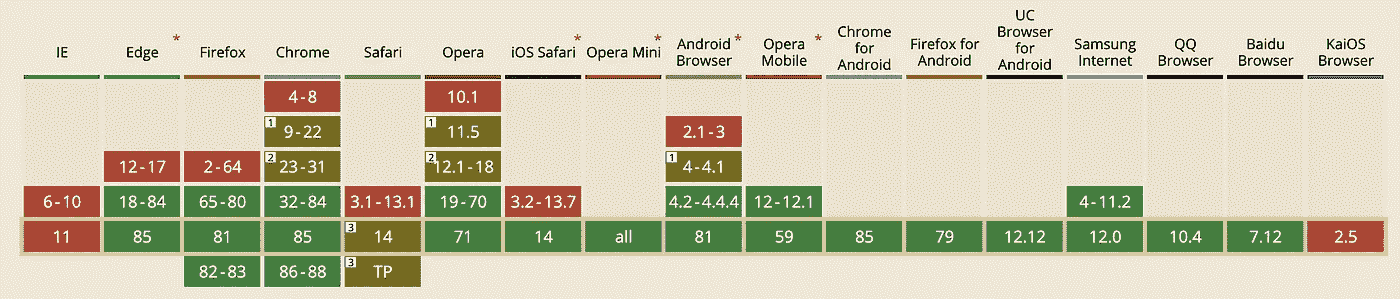 IE Edge * Firefox Chrome Safari Opera iOS Safari * Opera Mini * Android Browser * Opera Mobile * Chrome for Android Firefox for Android UC Browser for Android Samsung Internet QQ Browser Baidu Browser KaiOS Browser
4-8 10.1
1 9-22 1 11.5 2.1-3
12-17 2-64 2 23-31 2 12.1-18 1 4-4.1
6-10 18-84 65-80 32-84 3.1-13.1 19-70 3.2-13.7 4.2-4.4.4 12-12.1 4-11.2
11 85 81 85 3 14 71 14 all 81 59 85 79 12.12 12.0 10.4 7.12 2.5
82-83 86-88 3 TP